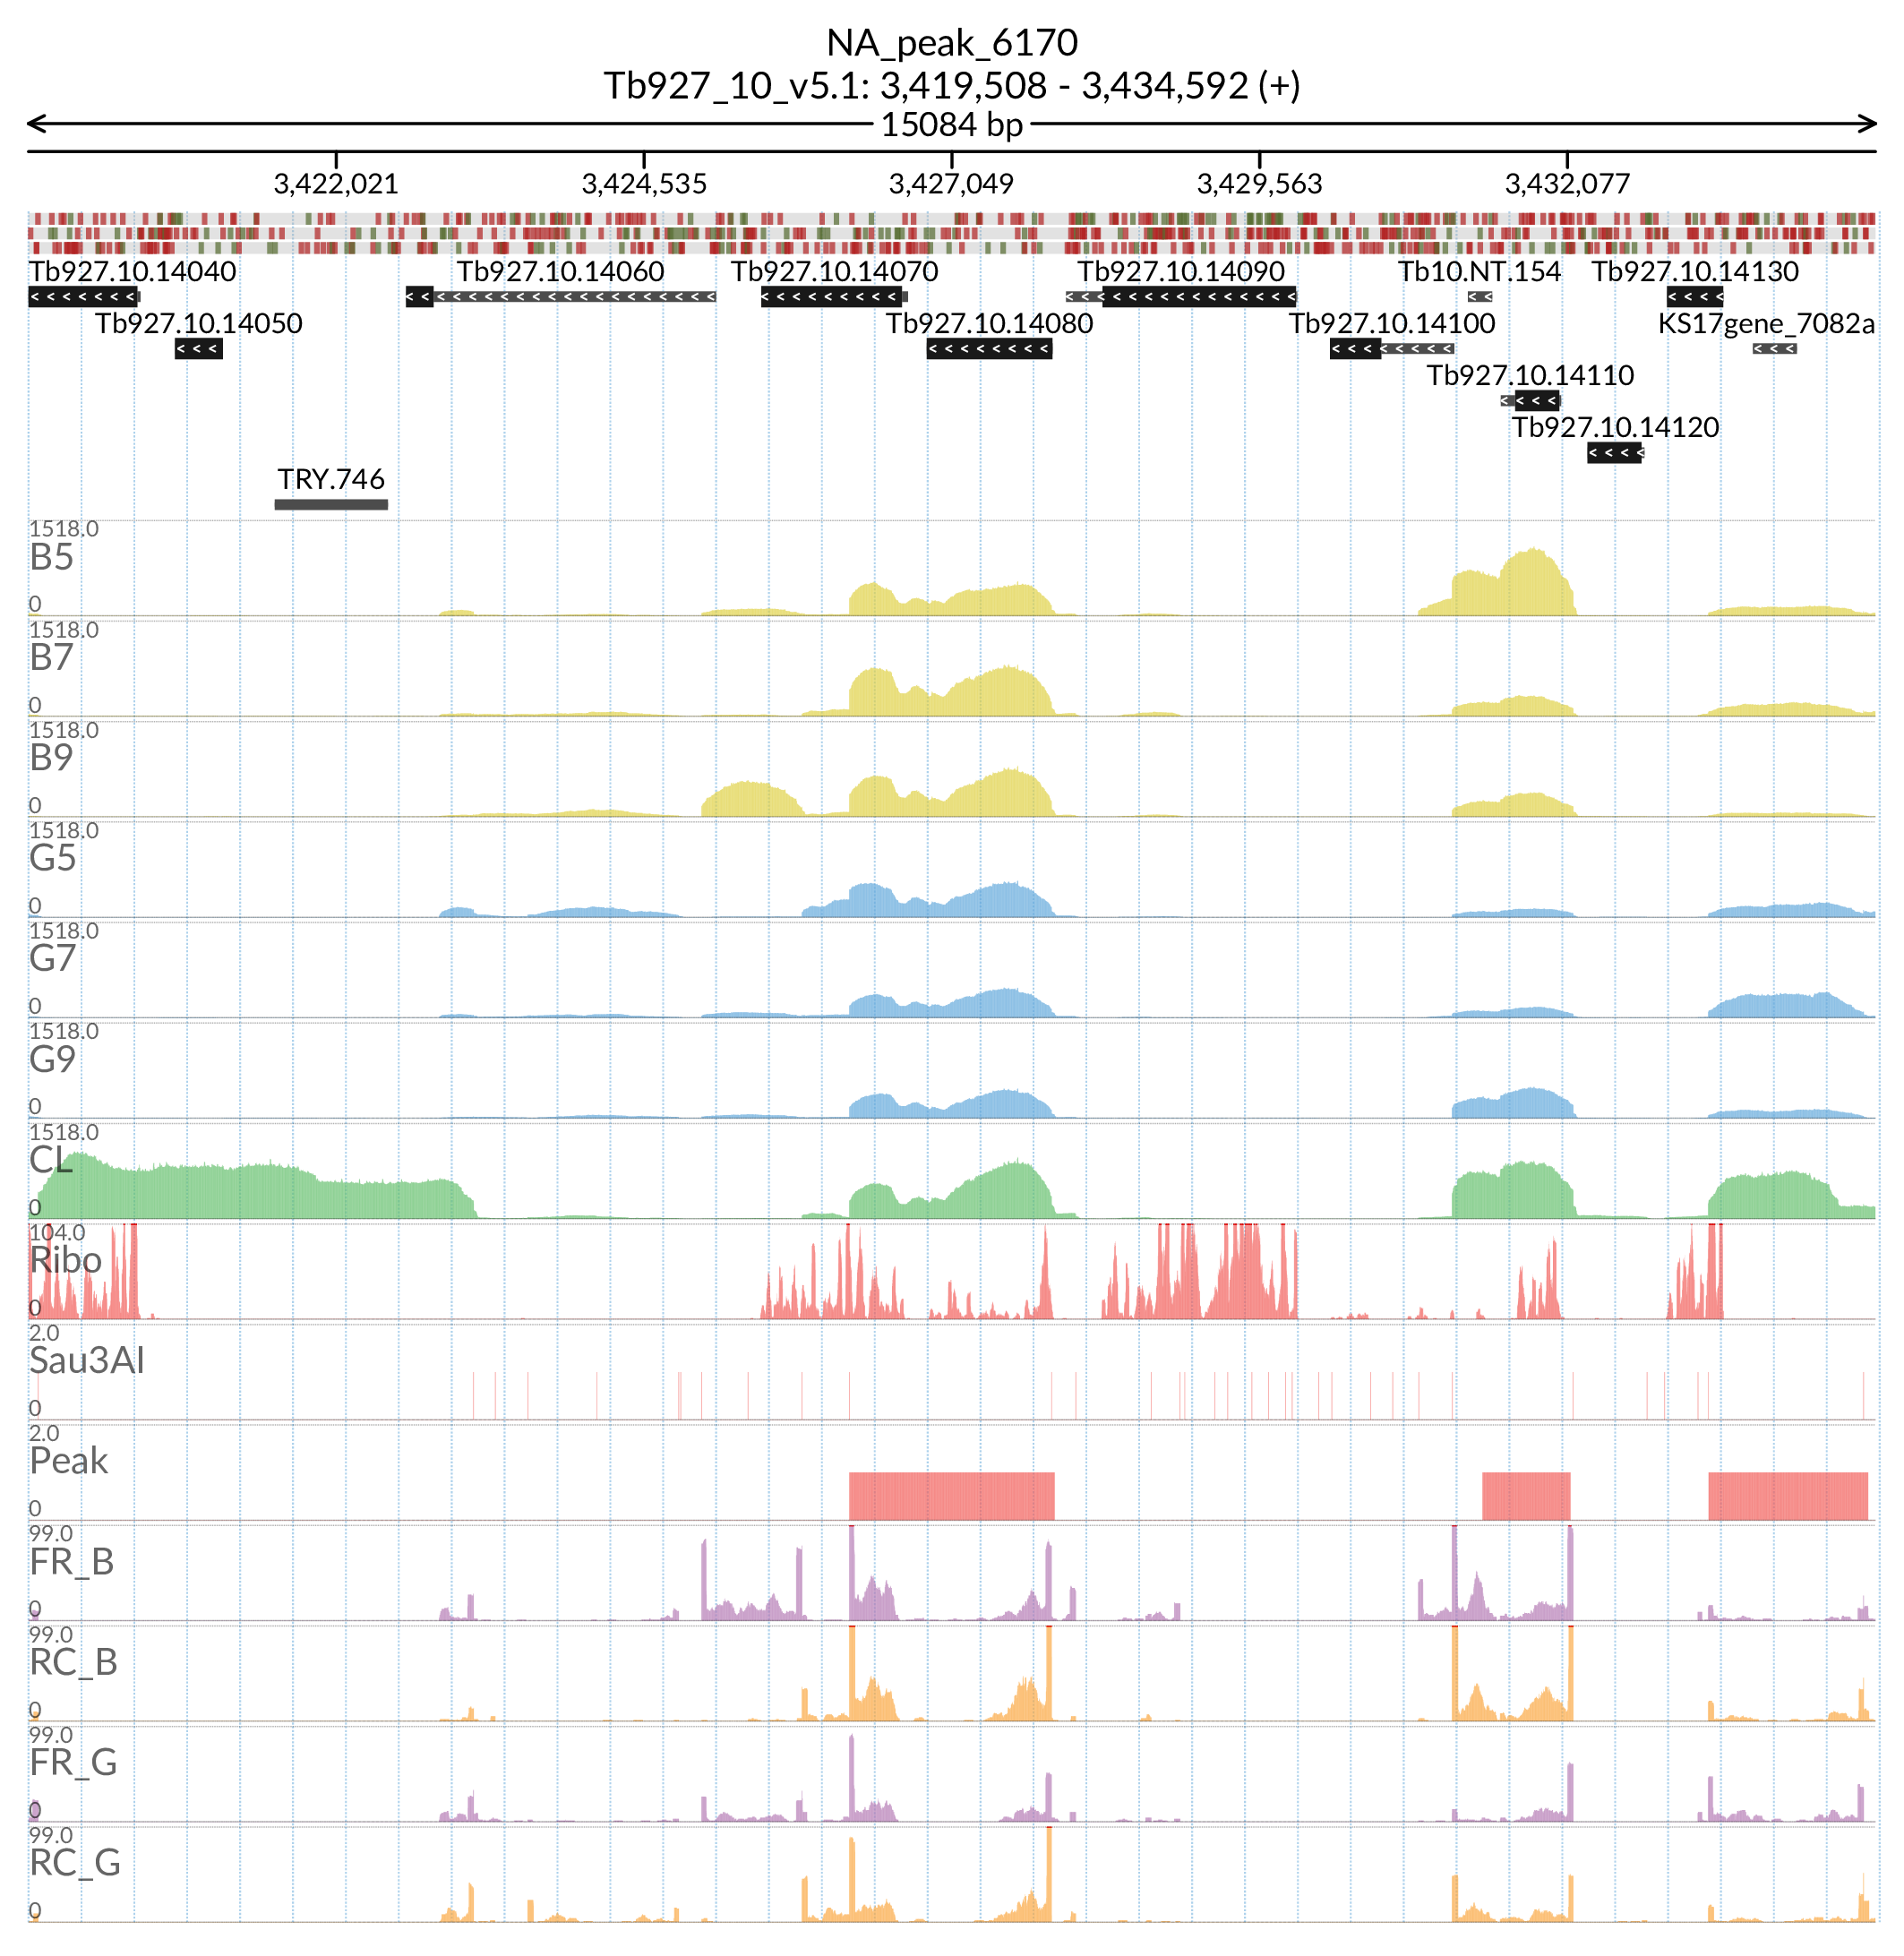 NA_peak_6170
Tb927_10_v5.1: 3,419,508 - 3,434,592 (+)
15084 bp
3,422,021 3,424,535 3,427,049 3,429,563 3,432,077
Tb927.10.14040 Tb927.10.14060 Tb927.10.14070 Tb927.10.14090 Tb10.NT.154 Tb927.10.14130
Tb927.10.14050 Tb927.10.14080 Tb927.10.14100 KS17gene_7082a
Tb927.10.14110
Tb927.10.14120
TRY.746
1518.0
B5
0
1518.0
B7
0
1518.0
B9
0
1518.0
G5
0
1518.0
G7
0
1518.0
G9
0
1518.0
CL
0
104.0
Ribo
0
2.0
Sau3AI
0
2.0
Peak
0
99.0
FR_B
0
99.0
RC_B
0
99.0
FR_G
0
99.0
RC_G
0